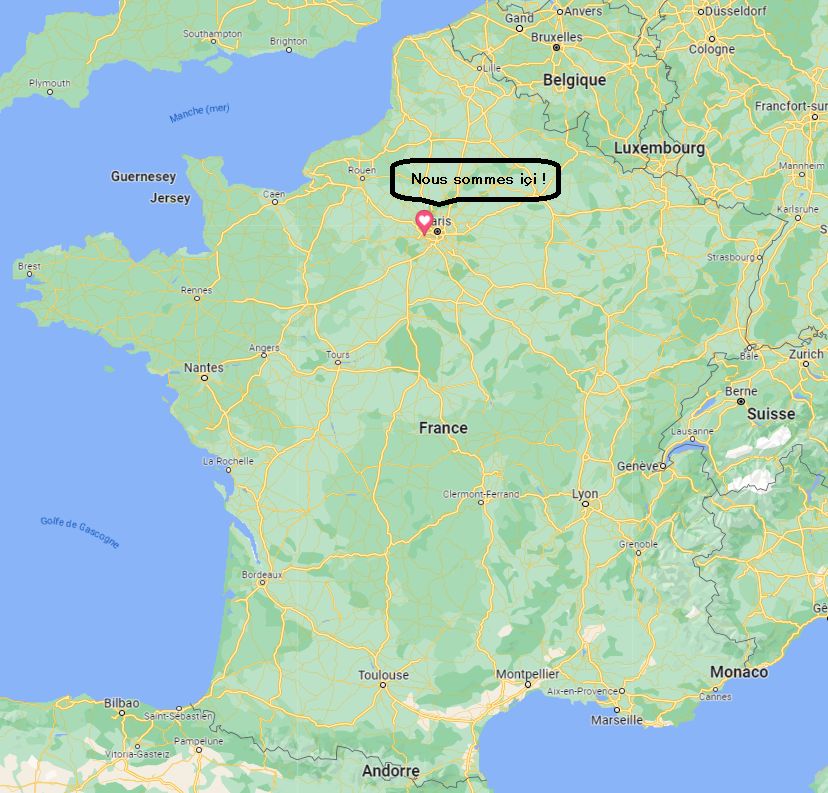 Gand
Anvers
Düsseldorf
Southampton
Bruxelles
Brighton
Cologne
Lille
Plymouth
Belgique
Manche (mer)
Francfort-sur
Luxembourg
Rouen
Mannheim
Guernesey
Nous sommes içi !
Jersey
Caen
Karlsruhe
aris
S
Strasbourg
Brest
Rennes
Angers
Tours
Bâle
Zurich
Nantes
Berne
Suisse
France
Lausanne
La Rochelle
Genève
Clermont-Ferrand
Lyon
Golfe de Gascogne
Grenoble
Bordeaux
Gê
Toulouse
Montpellier
Monaco
Aix-en-Provence
Cannes
Bilbao
Saint-Sébastien
Marseille
Pampelune
Vitoria-Gasteiz
Andorre